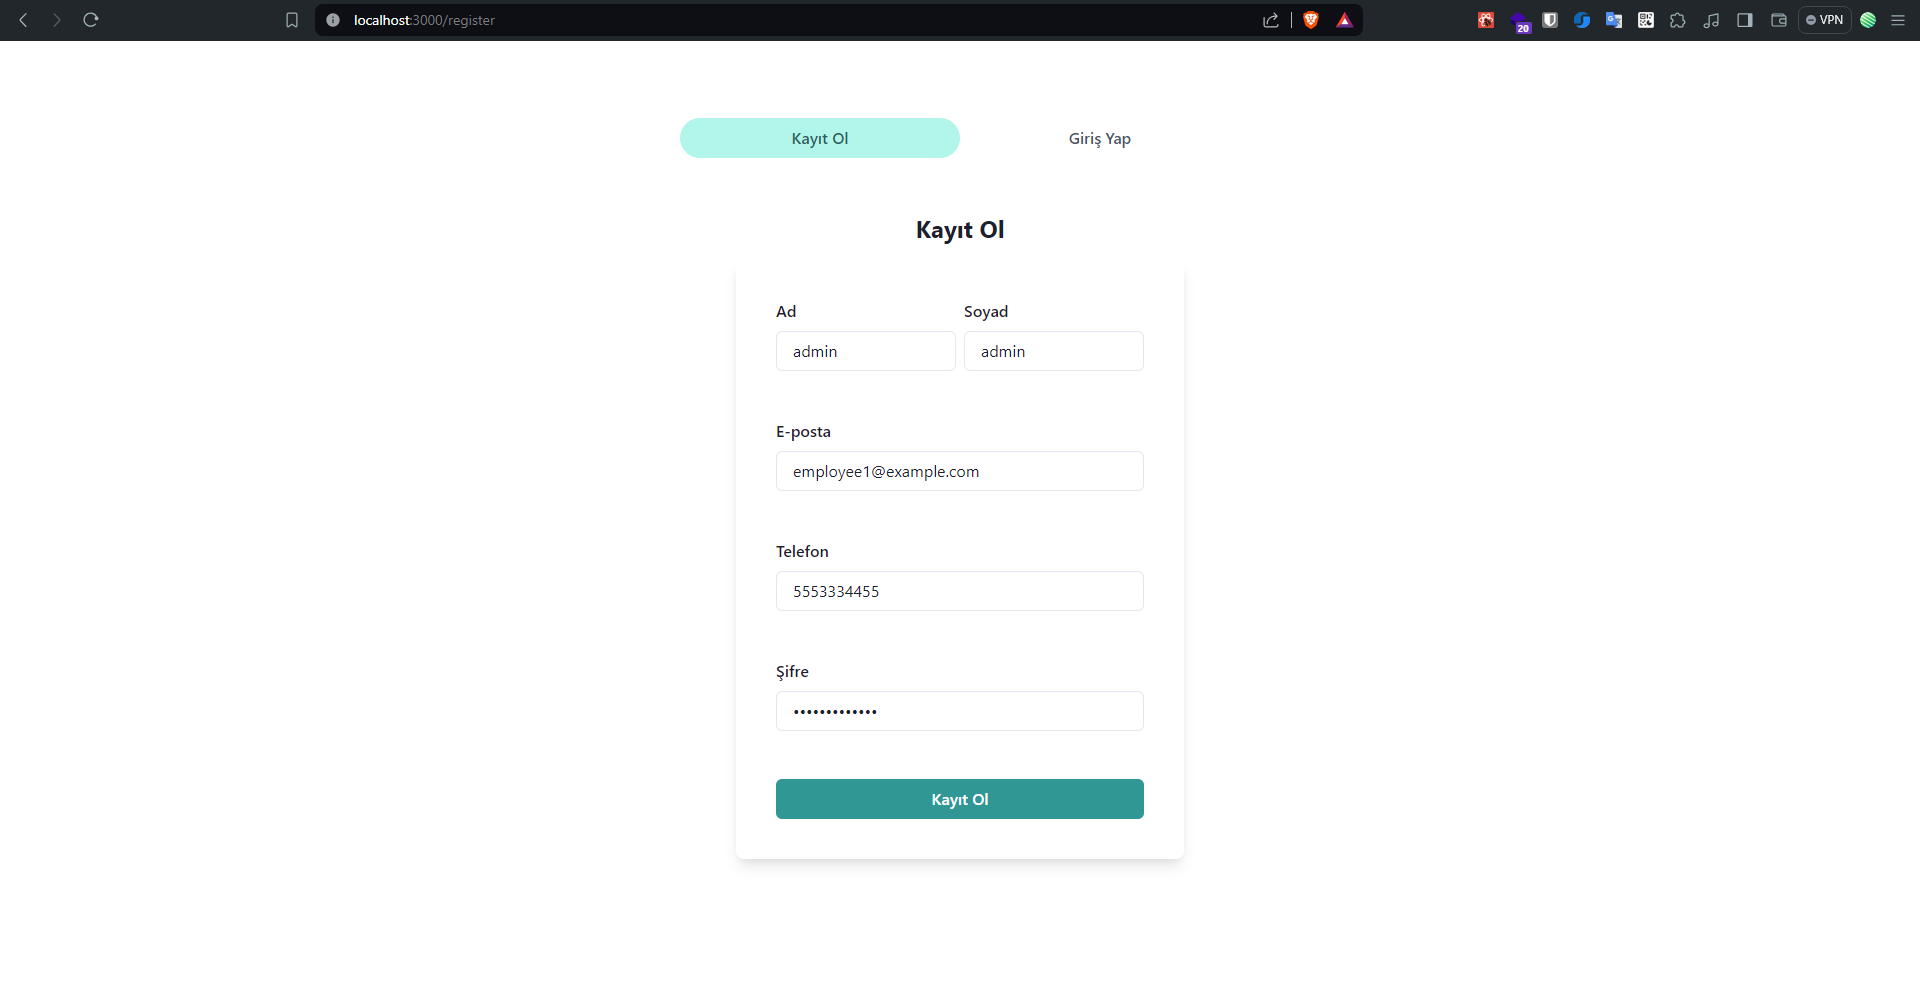 localhost:3000/register
20
VPN
Kayıt Ol
Giriş Yap
Kayıt Ol
Ad
Soyad
admin
admin
E-posta
employee1@example.com
Telefon
5553334455
Şifre
•••••••••••••
Kayıt Ol